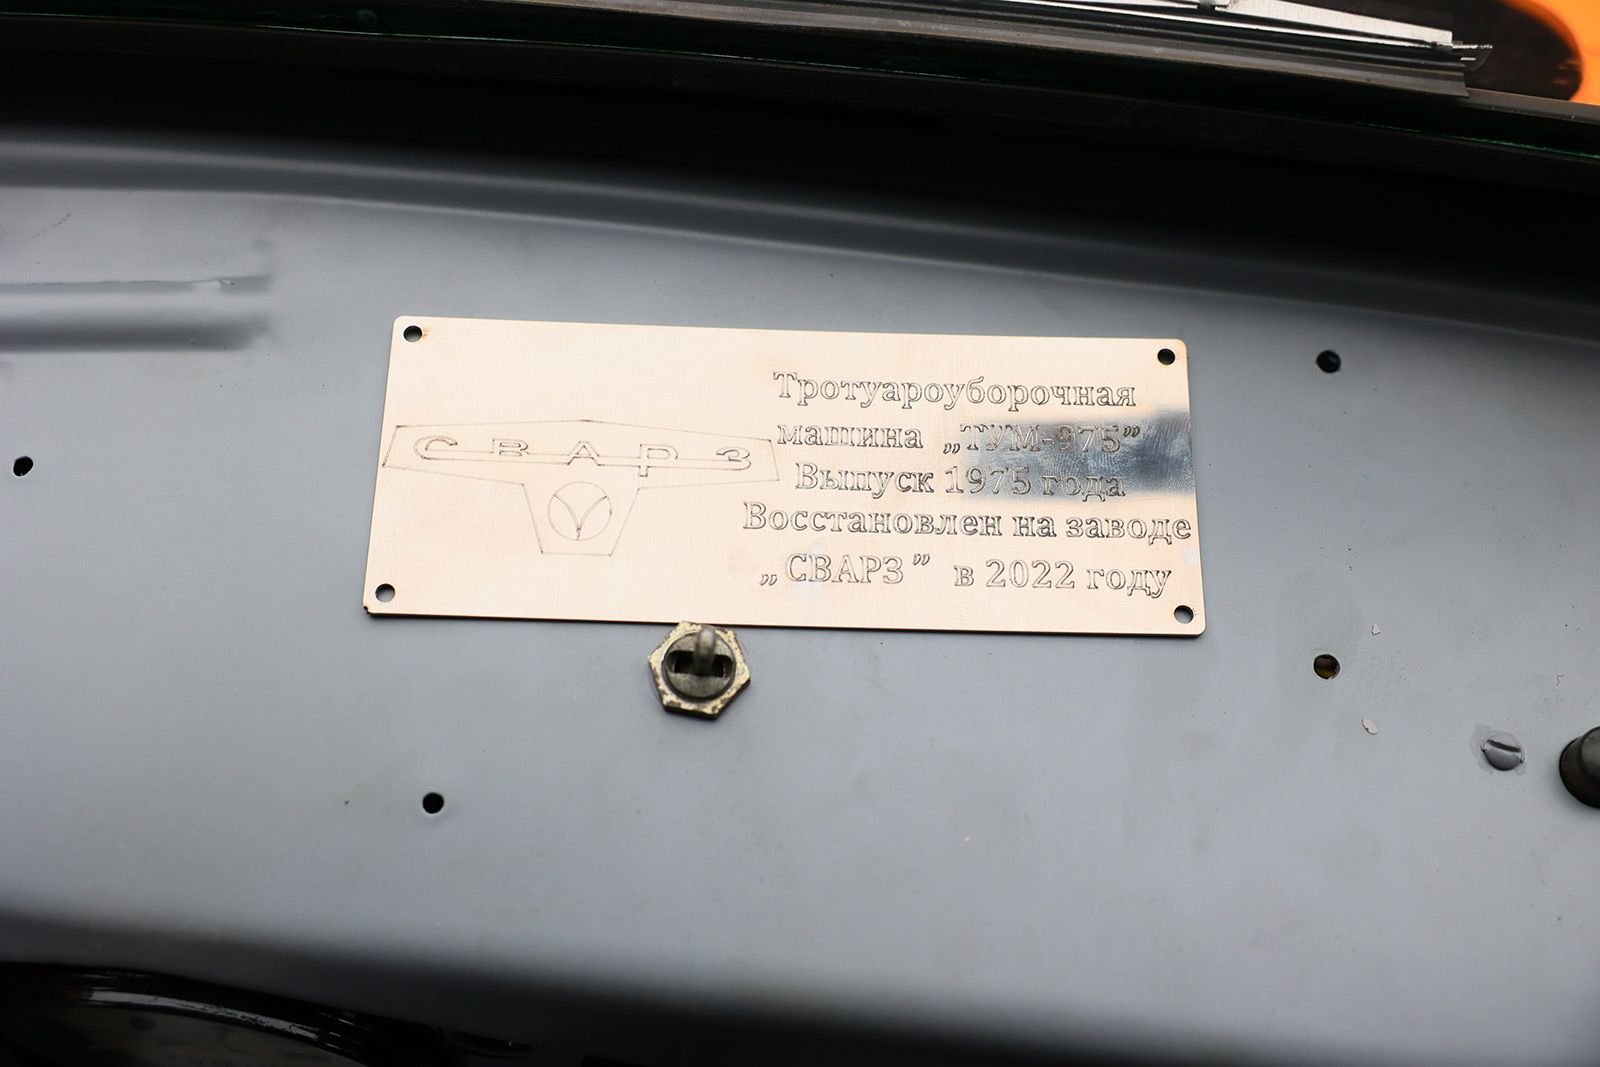 СВАРЗ
Тротуароуборочная
машина „ТУМ-975”
Выпуск 1975 года
Восстановлен на заводе
„СВАРЗ” в 2022 году